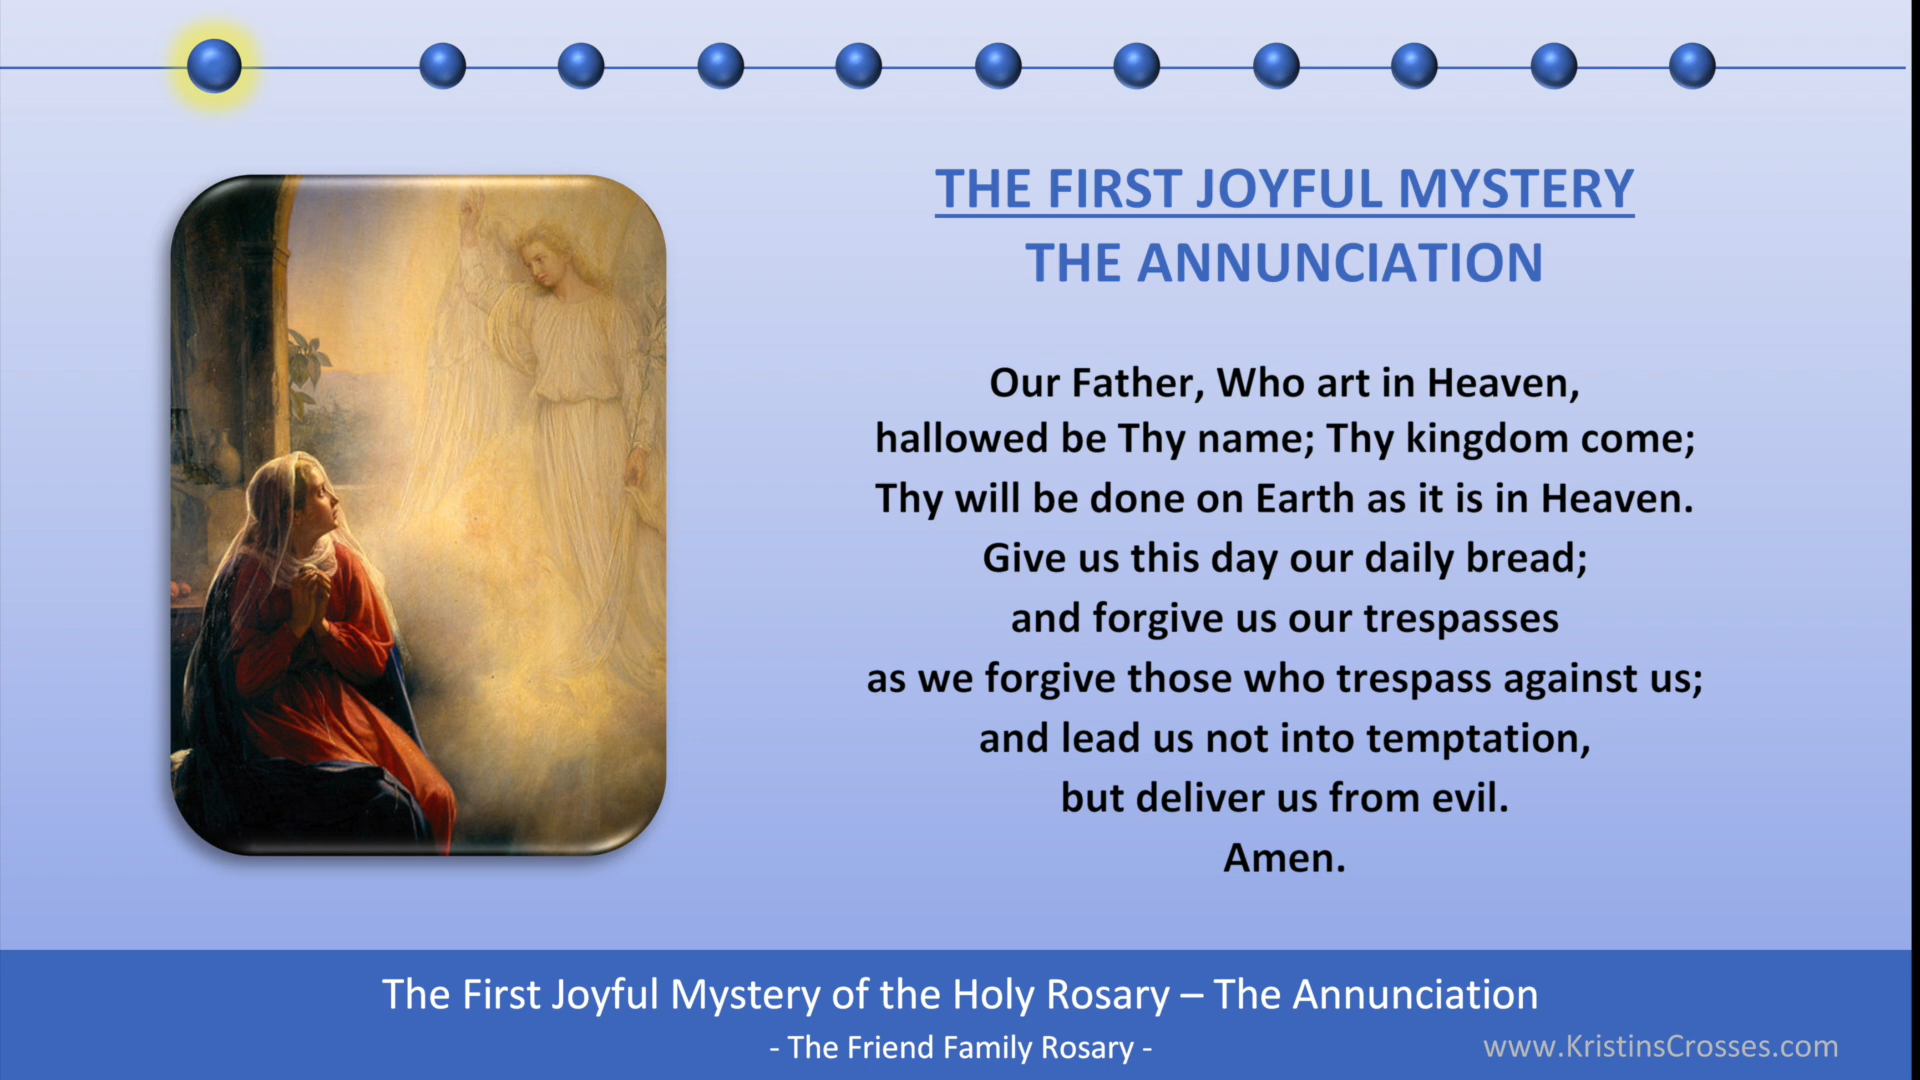 THE FIRST JOYFUL MYSTERY
THE ANNUNCIATION
Our Father, Who art in Heaven,
hallowed be Thy name; Thy kingdom come;
Thy will be done on Earth as it is in Heaven.
Give us this day our daily bread;
and forgive us our trespasses
as we forgive those who trespass against us;
and lead us not into temptation,
but deliver us from evil.
Amen.
The First Joyful Mystery of the Holy Rosary – The Annunciation
- The Friend Family Rosary -
www.KristinsCrosses.com